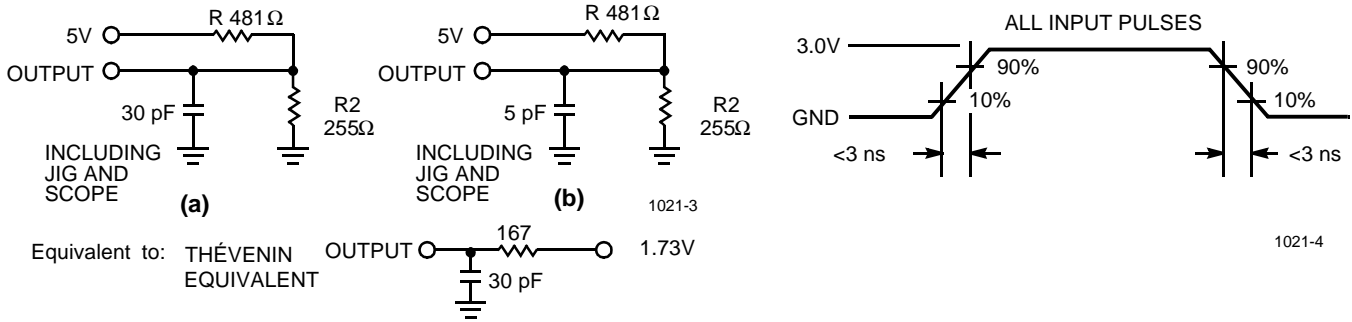 R 481Ω
5V
OUTPUT
30 pF
R2
255Ω
INCLUDING
JIG AND
SCOPE
(a)
R 481Ω
5V
OUTPUT
5 pF
R2
255Ω
INCLUDING
JIG AND
SCOPE
(b)
1021-3
Equivalent to:
THÉVENIN
EQUIVALENT
OUTPUT
167
1.73V
30 pF
ALL INPUT PULSES
3.0V
90%
10%
GND
<3 ns
90%
10%
<3 ns
1021-4